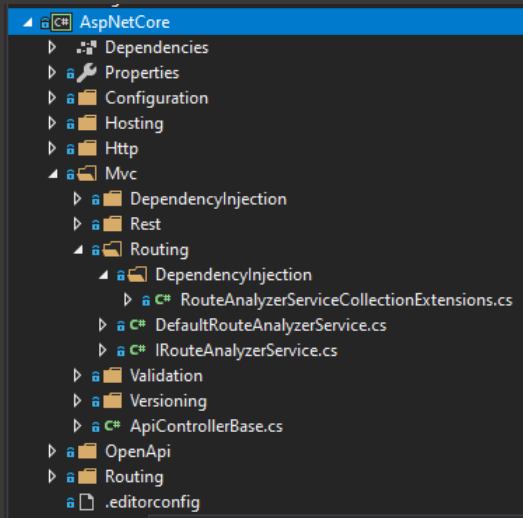 C# AspNetCore
Dependencies
Properties
Configuration
Hosting
Http
Mvc
DependencyInjection
Rest
Routing
DependencyInjection
C# RouteAnalyzerServiceCollectionExtensions.cs
C# DefaultRouteAnalyzerService.cs
C# IRouteAnalyzerService.cs
Validation
Versioning
C# ApiControllerBase.cs
OpenApi
Routing
.editorconfig